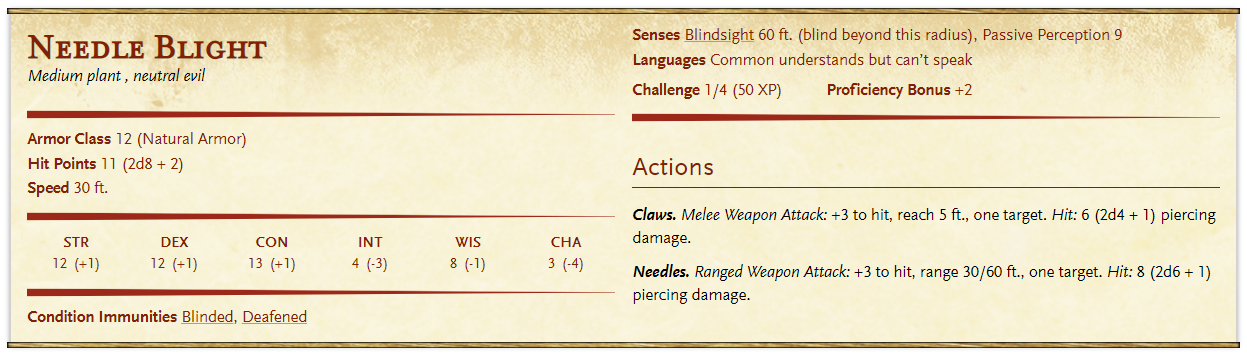 Needle Blight
Medium plant , neutral evil
Armor Class 12 (Natural Armor)
Hit Points 11 (2d8 + 2)
Speed 30 ft.
STR DEX CON INT WIS CHA
12 (+1) 12 (+1) 13 (+1) 4 (-3) 8 (-1) 3 (-4)
Condition Immunities Blinded, Deafened
Senses Blindsight 60 ft. (blind beyond this radius), Passive Perception 9
Languages Common understands but can't speak
Challenge 1/4 (50 XP) Proficiency Bonus +2
Actions
Claws. Melee Weapon Attack: +3 to hit, reach 5 ft., one target. Hit: 6 (2d4 + 1) piercing
damage.
Needles. Ranged Weapon Attack: +3 to hit, range 30/60 ft., one target. Hit: 8 (2d6 + 1)
piercing damage.